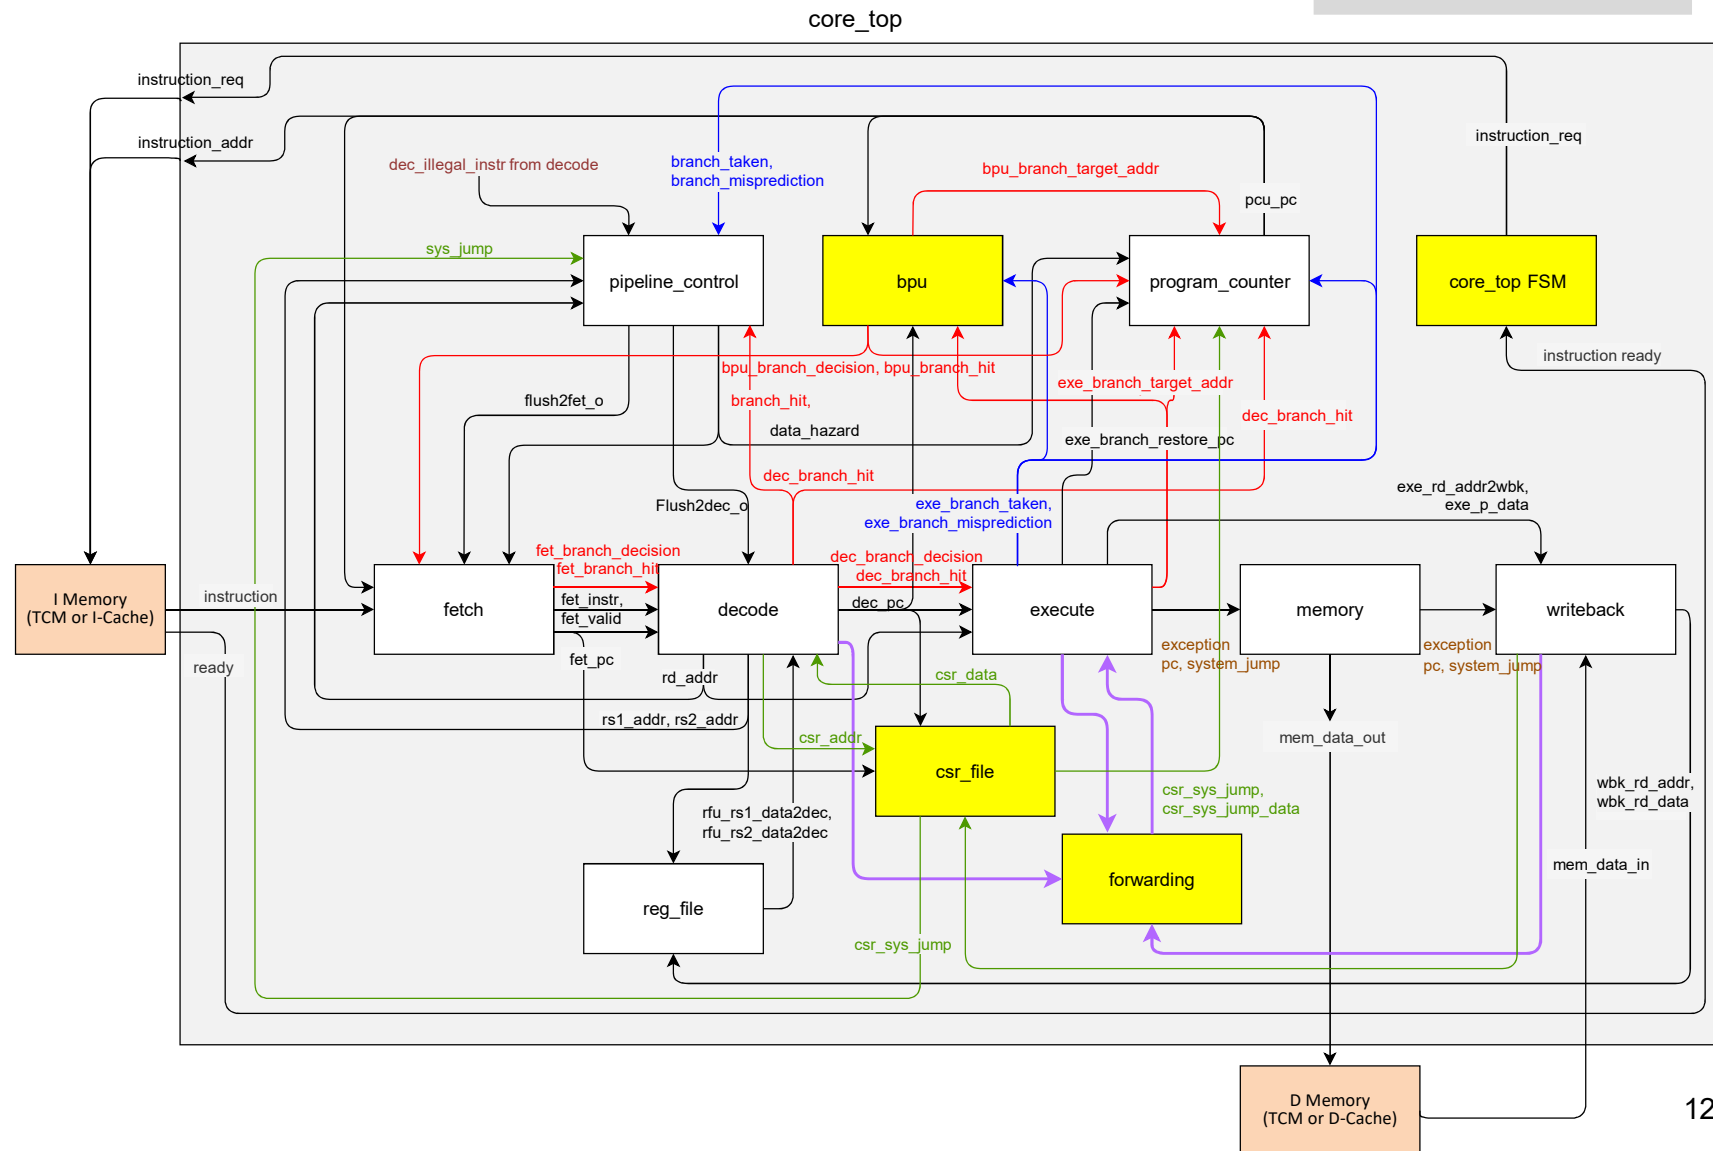 core_top
instruction_req
instruction_addr
instruction_req
dec_illegal_instr from decode
branch_taken,
branch_misprediction
bpu_branch_target_addr
pcu_pc
sys_jump
pipeline_control
bpu
program_counter
core_top FSM
instruction ready
bpu_branch_decision, bpu_branch_hit
exe_branch_target_addr
flush2fet_o
branch_hit,
dec_branch_hit
data_hazard
exe_branch_restore_pc
dec_branch_hit
Flush2dec_o
exe_branch_taken,
exe_branch_misprediction
exe_rd_addr2wbk,
exe_p_data
fet_branch_decision
fet_branch_hit
dec_branch_decision
dec_branch_hit
I Memory
(TCM or I-Cache)
instruction
fetch
fet_instr,
fet_valid
decode
dec_pc
execute
memory
writeback
ready
fet_pc
rd_addr
csr_data
exception
pc, system_jump
exception
pc, system_jump
rs1_addr, rs2_addr
csr_addr
mem_data_out
csr_file
csr_sys_jump,
csr_sys_jump_data
wbk_rd_addr,
wbk_rd_data
rfu_rs1_data2dec,
rfu_rs2_data2dec
mem_data_in
forwarding
reg_file
csr_sys_jump
D Memory
(TCM or D-Cache)
12